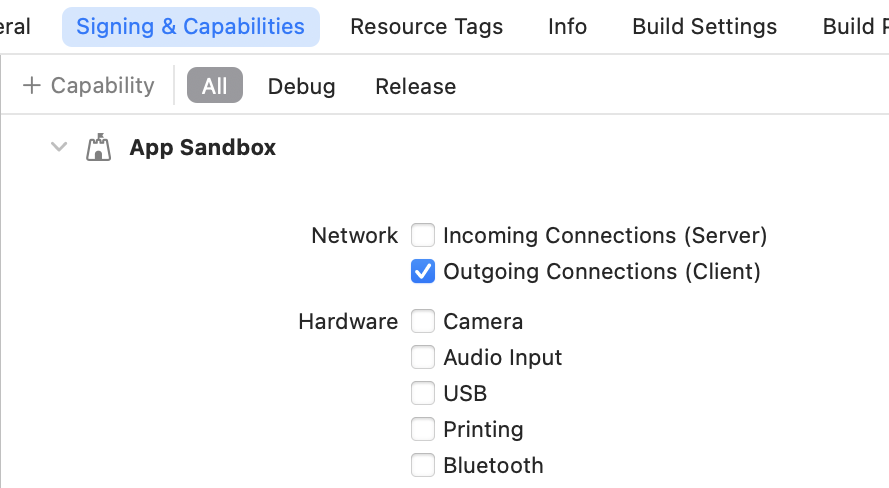 eral Signing & Capabilities Resource Tags Info Build Settings Build P
+ Capability All Debug Release
App Sandbox
Network Incoming Connections (Server)
Outgoing Connections (Client)
Hardware Camera
Audio Input
USB
Printing
Bluetooth